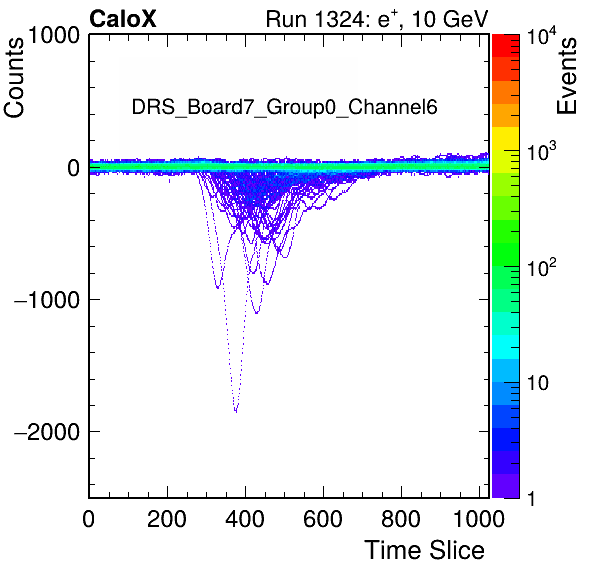 CaloX Run 1324: e⁺, 10 GeV
Counts
Events
DRS_Board7_Group0_Channel6
1000
0
−1000
−2000
0 200 400 600 800 1000
Time Slice
10⁴
10³
10²
10
1